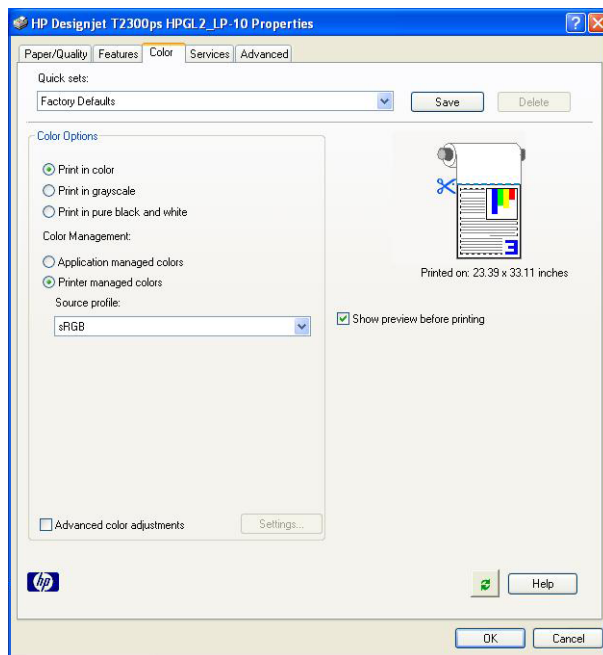 HP Designjet T2300ps HPGL2_LP-10 Properties
Paper/Quality Features Color Services Advanced
Quick sets:
Factory Defaults Save Delete
Color Options
Print in color
Print in grayscale
Print in pure black and white
Color Management:
Application managed colors
Printer managed colors
Source profile:
sRGB
3
Printed on: 23.39 x 33.11 inches
Show preview before printing
Advanced color adjustments Settings...
hp Help
OK Cancel